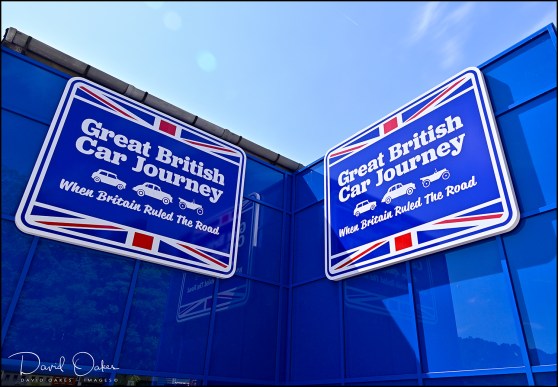 Great British
Car Journey
When Britain Ruled The Road
Great British
Car Journey
When Britain Ruled The Road
David Oakes
DAVID OAKES - IMAGES©